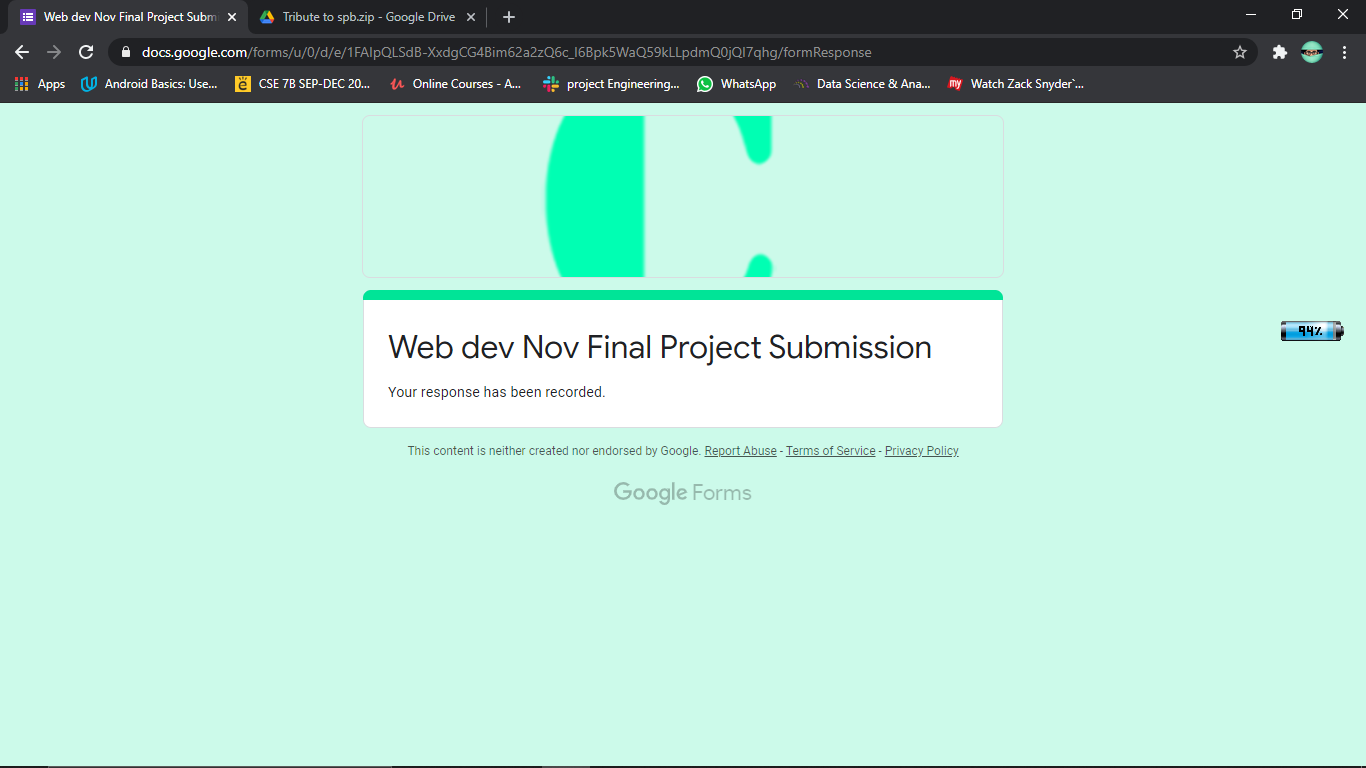 Web dev Nov Final Project Subm
Tribute to spb.zip - Google Drive
docs.google.com/forms/u/0/d/e/1FAIpQLSdB-XxdgCG4Bim62a2zQ6c_I6Bpk5WaQ59kLLpdmQ0jQI7qhg/formResponse
Apps
Android Basics: Use...
CSE 7B SEP-DEC 20...
Online Courses - A...
project Engineering...
WhatsApp
Data Science & Ana...
my
Watch Zack Snyder`...
94%
Web dev Nov Final Project Submission
Your response has been recorded.
This content is neither created nor endorsed by Google. Report Abuse - Terms of Service - Privacy Policy
Google Forms